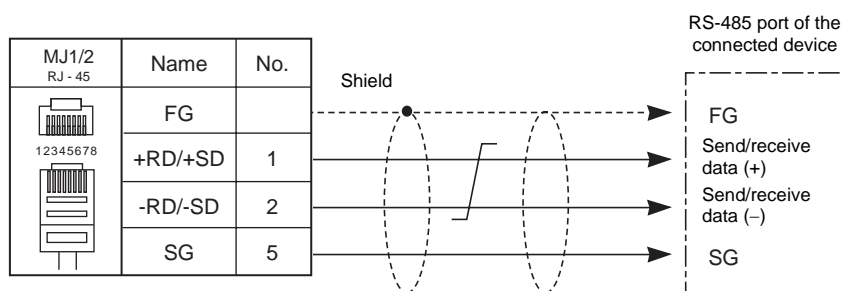 RS-485 port of the
connected device
MJ1/2
RJ - 45
Name
No.
Shield
FG
FG
12345678
+RD/+SD
1
Send/receive
data (+)
-RD/-SD
2
Send/receive
data (−)
SG
5
SG